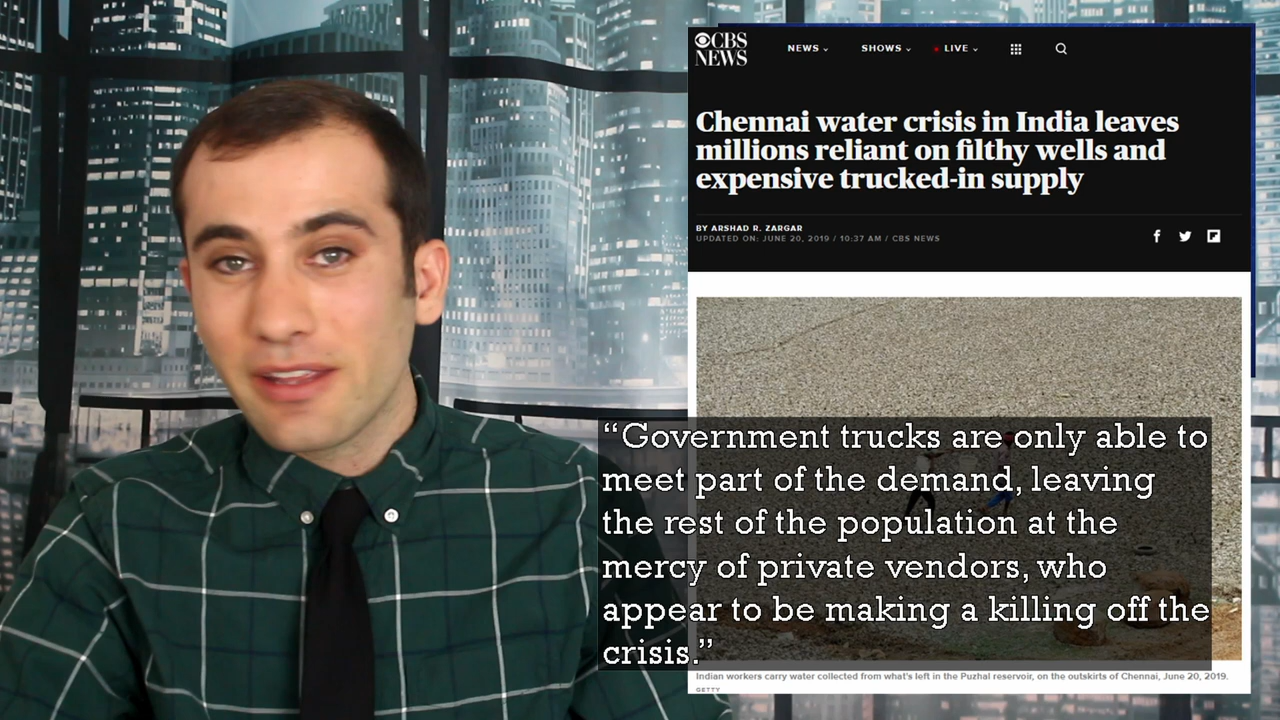 CBS
NEWS
NEWS
SHOWS
LIVE
Chennai water crisis in India leaves
millions reliant on filthy wells and
expensive trucked-in supply
BY ARSHAD R. ZARGAR
UPDATED ON: JUNE 20, 2019 / 10:37 AM / CBS NEWS
“Government trucks are only able to
meet part of the demand, leaving
the rest of the population at the
mercy of private vendors, who
appear to be making a killing off the
crisis.”
Indian workers carry water collected from what's left in the Puzhal reservoir, on the outskirts of Chennai, June 20, 2019.
GETTY